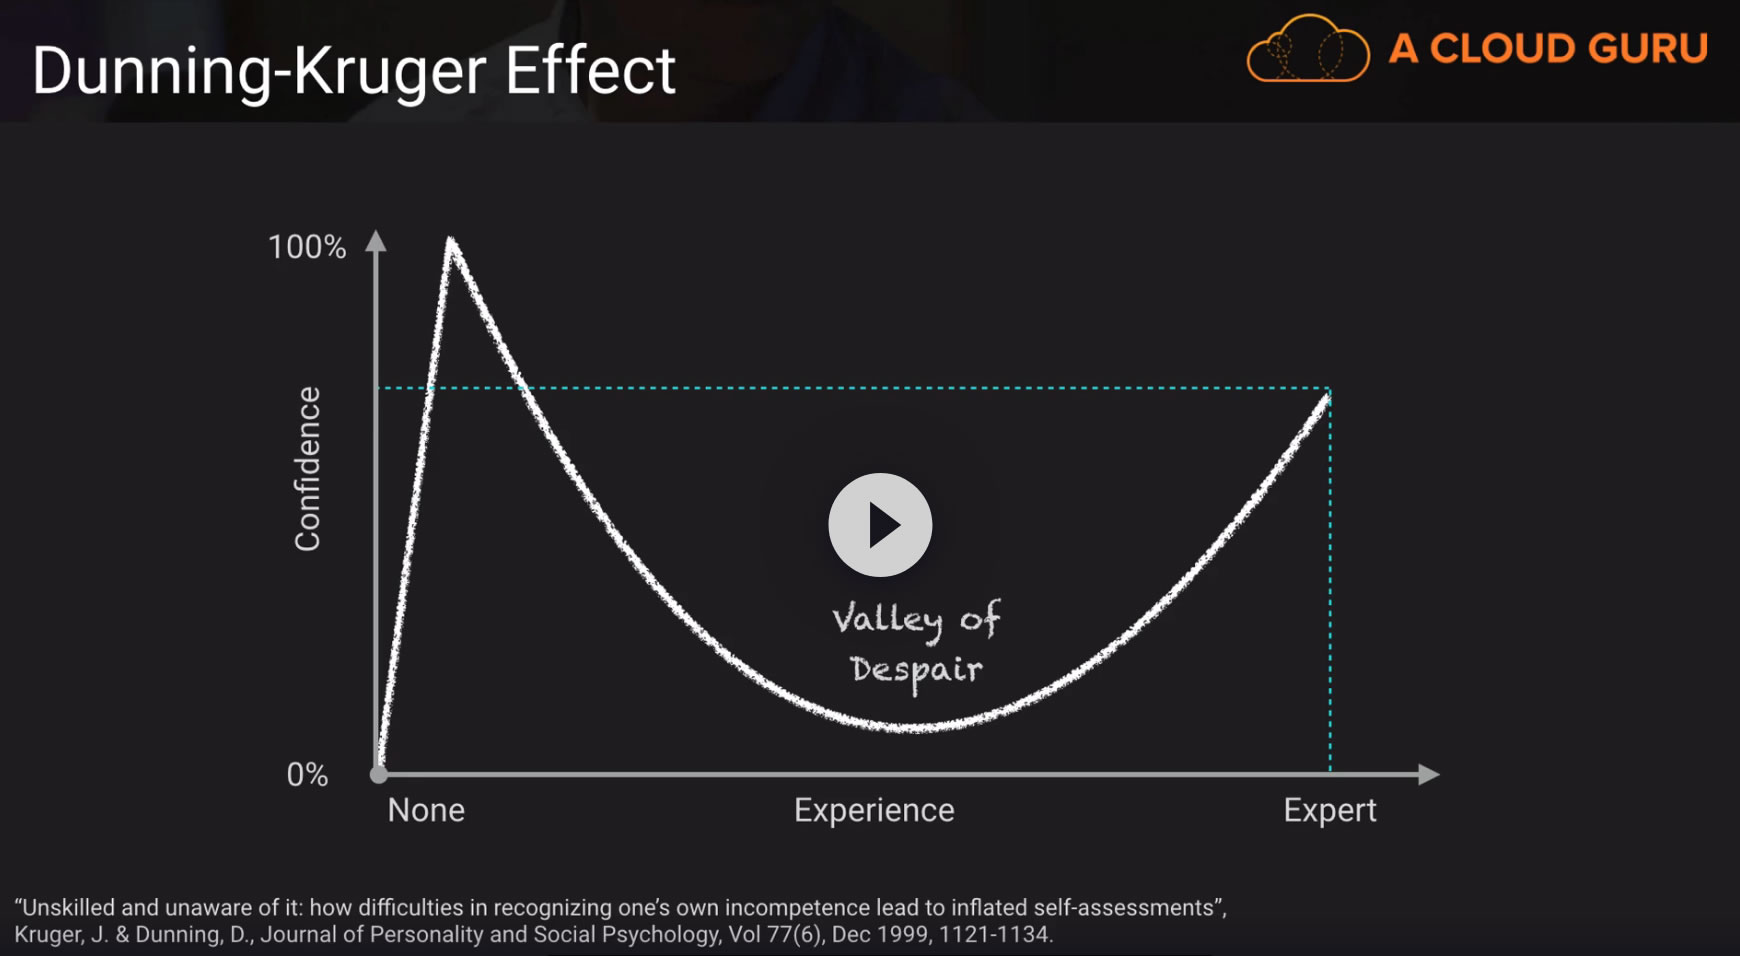 Dunning-Kruger Effect
A CLOUD GURU
100%
Confidence
Valley of
Despair
0%
None
Experience
Expert
“Unskilled and unaware of it: how difficulties in recognizing one’s own incompetence lead to inflated self-assessments”,
Kruger, J. & Dunning, D., Journal of Personality and Social Psychology, Vol 77(6), Dec 1999, 1121-1134.